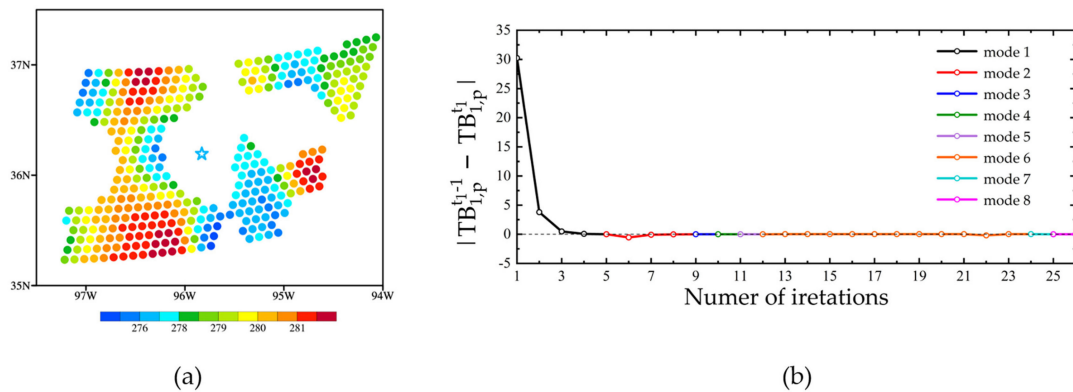 37N
36N
35N
97W 96W 95W 94W
276 278 279 280 281
(a)
35
30
25
20
15
10
5
0
-5
1 3 5 7 9 11 13 15 17 19 21 23 25
|TB₁,ₚᵗ¹⁻¹ − TB₁,ₚᵗ¹|
Numer of iretations
mode 1
mode 2
mode 3
mode 4
mode 5
mode 6
mode 7
mode 8
(b)